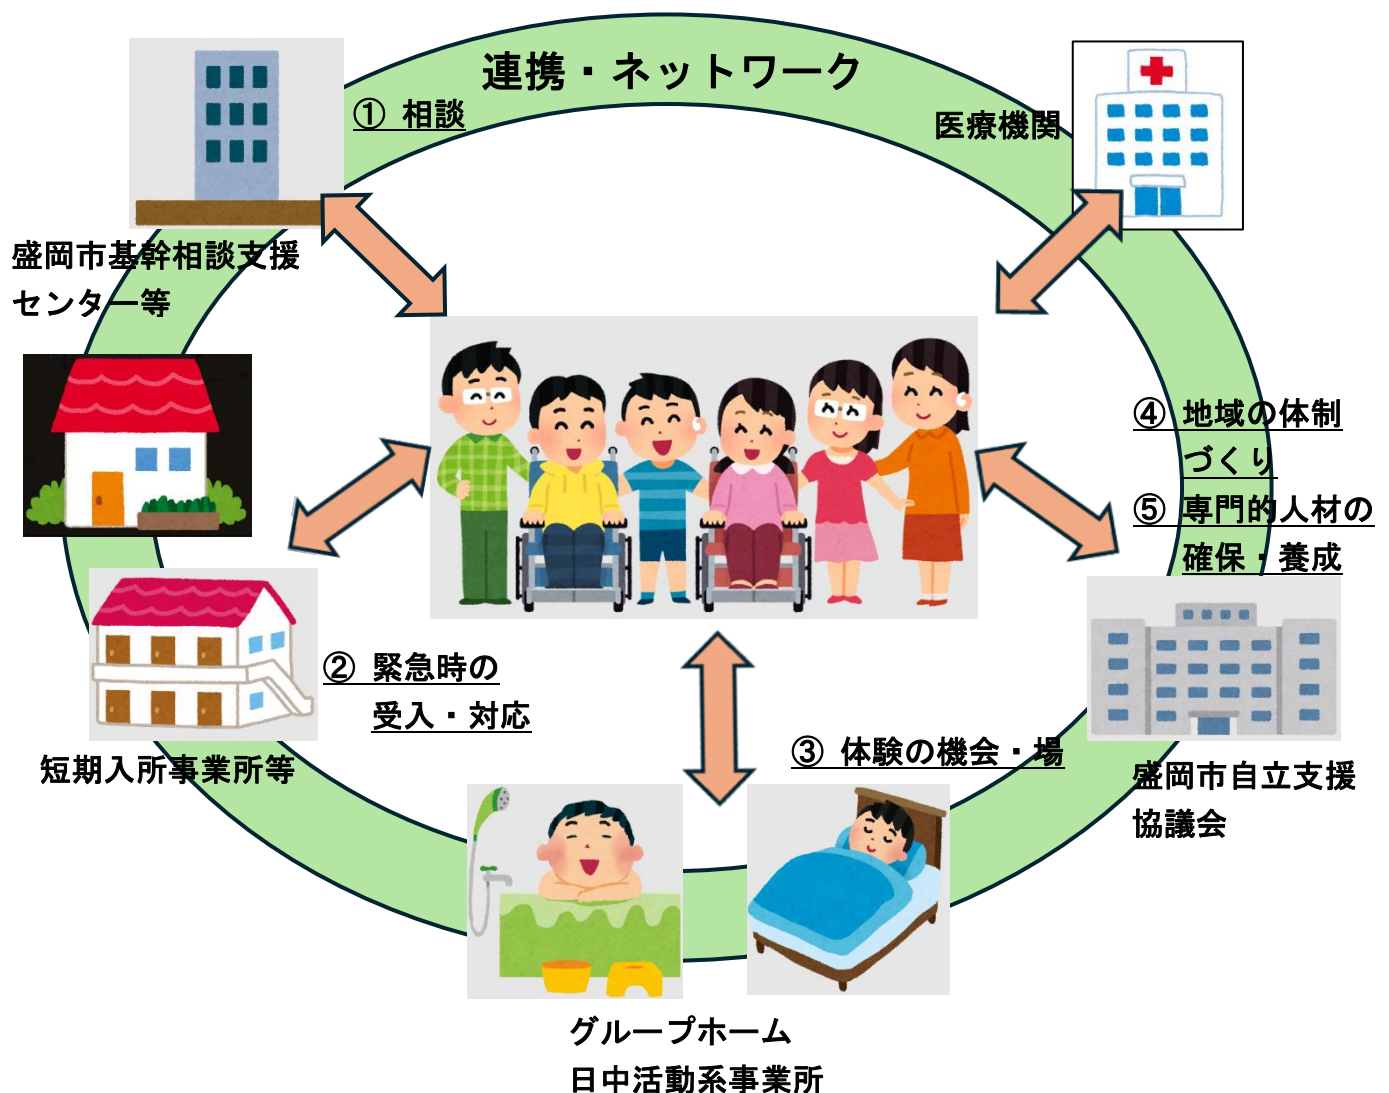 連携・ネットワーク
① 相談
医療機関
盛岡市基幹相談支援
センター等
④ 地域の体制
づくり
⑤ 専門的人材の
確保・養成
② 緊急時の
受入・対応
短期入所事業所等
③ 体験の機会・場
盛岡市自立支援
協議会
グループホーム
日中活動系事業所